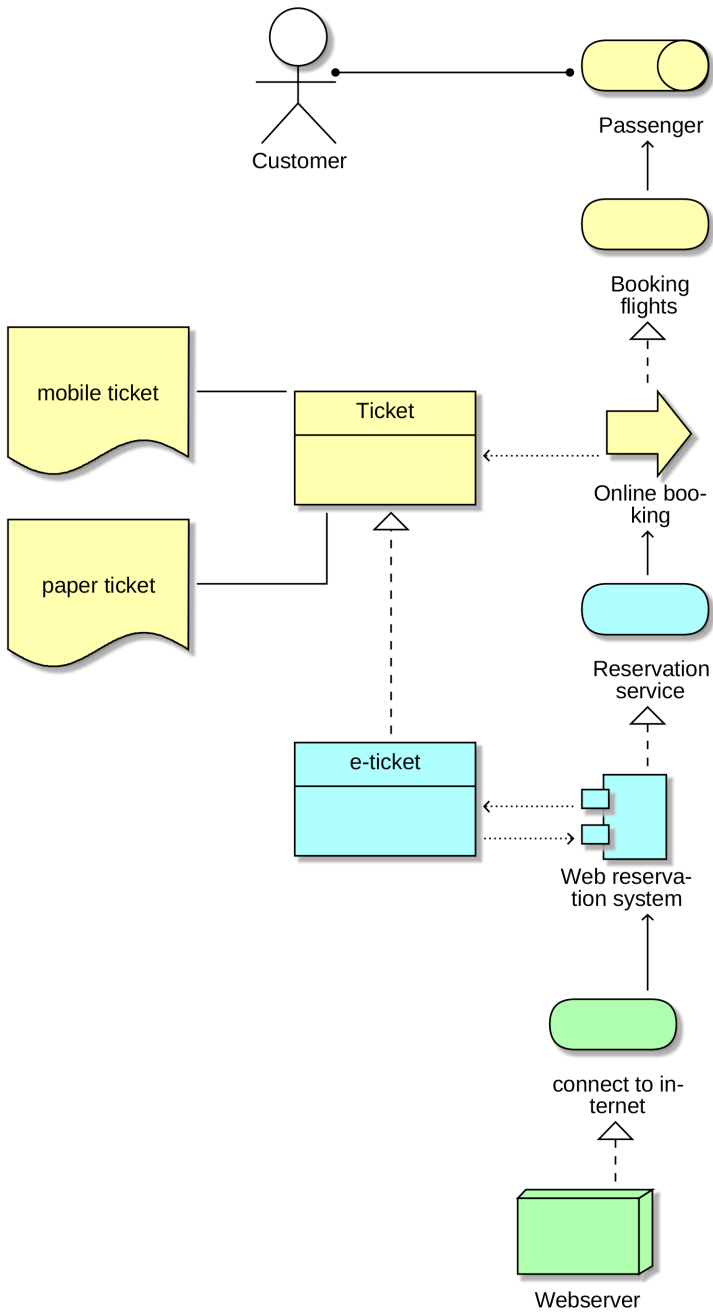 Customer
Passenger
Booking
flights
mobile ticket
Ticket
Online boo-
king
paper ticket
Reservation
service
e-ticket
Web reserva-
tion system
connect to in-
ternet
Webserver